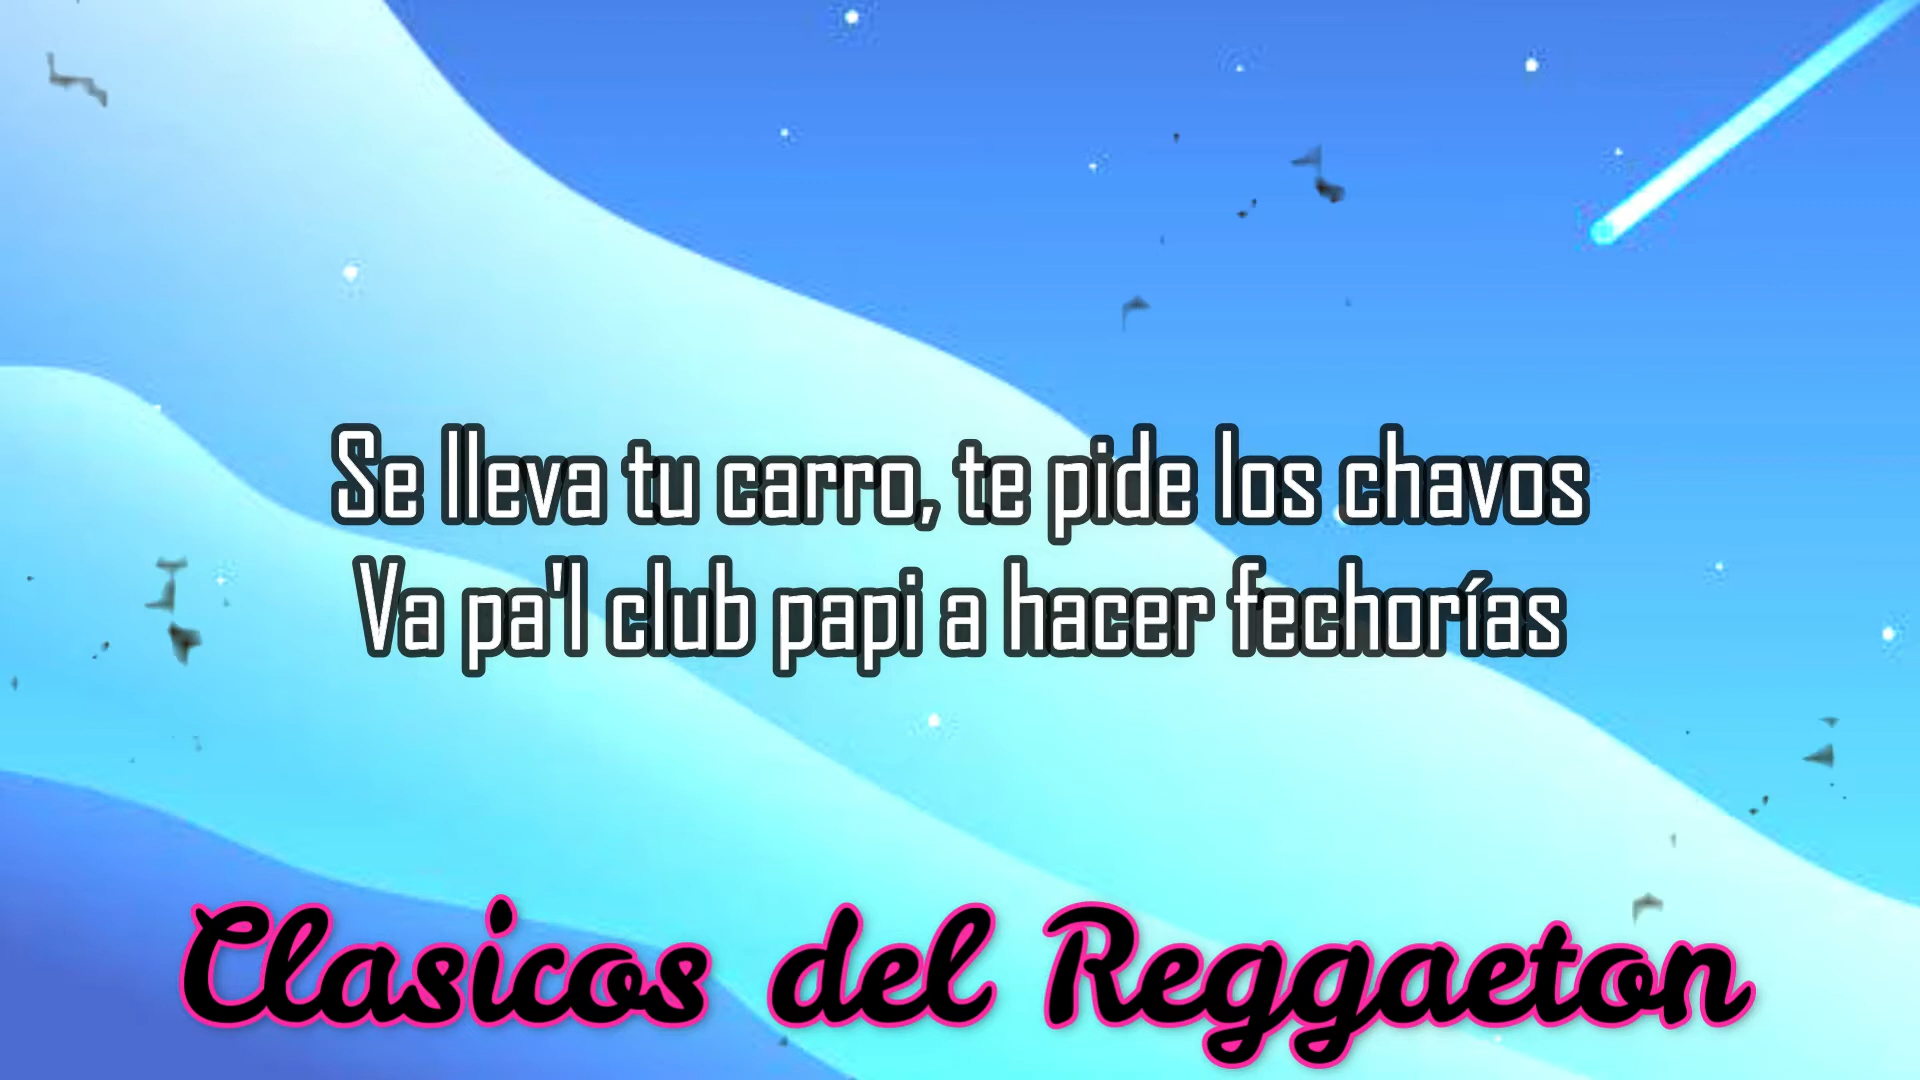 Se lleva tu carro, te pide los chavos
Va pa'l club papi a hacer fechorías
Clasicos del Reggaeton